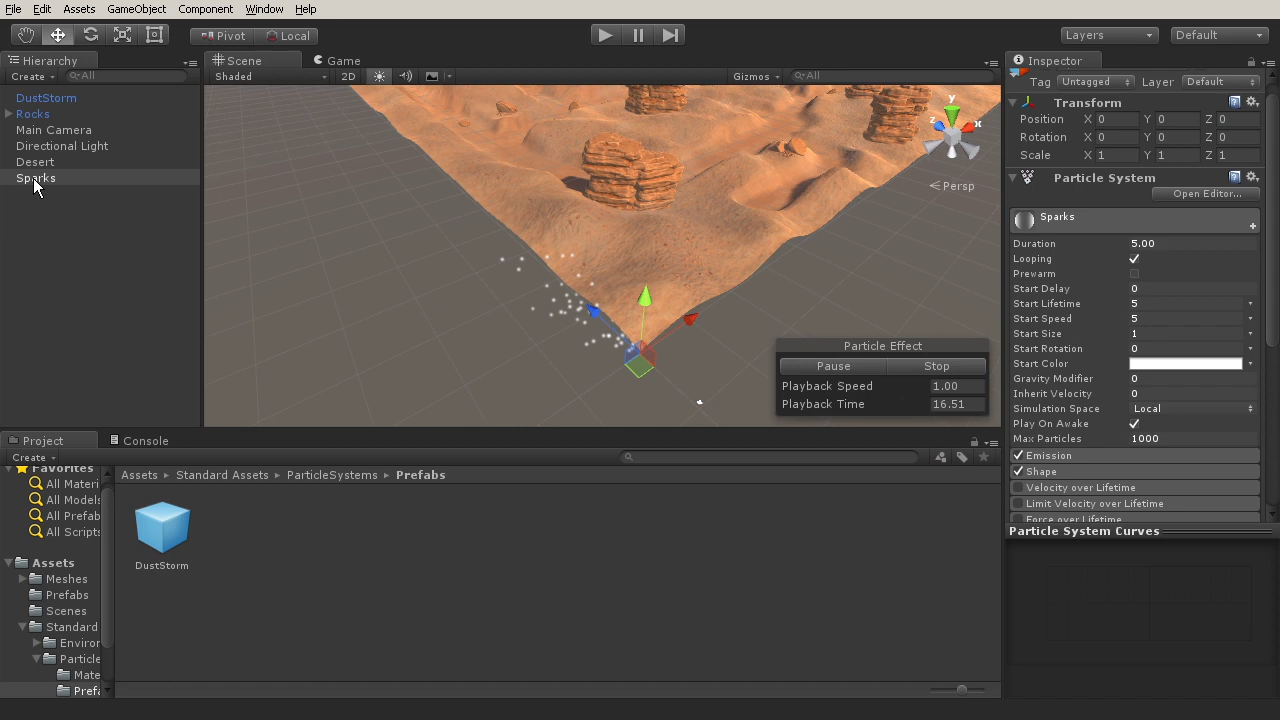 File Edit Assets GameObject Component Window Help
Pivot Local Layers Default
Hierarchy Scene Game Inspector
Create All Shaded 2D Gizmos All Tag Untagged Layer Default
DustStorm
Rocks
Main Camera
Directional Light
Desert
Sparks
y
x
z
Persp
Transform
Position X 0 Y 0 Z 0
Rotation X 0 Y 0 Z 0
Scale X 1 Y 1 Z 1
Particle System
Open Editor...
Sparks
Duration 5.00
Looping
Prewarm
Start Delay 0
Start Lifetime 5
Start Speed 5
Start Size 1
Start Rotation 0
Start Color
Gravity Modifier 0
Inherit Velocity 0
Simulation Space Local
Play On Awake
Max Particles 1000
Emission
Shape
Velocity over Lifetime
Limit Velocity over Lifetime
Force over Lifetime
Particle System Curves
Particle Effect
Pause Stop
Playback Speed 1.00
Playback Time 16.51
Project Console
Create
Favorites
All Materi
All Models
All Prefab
All Scripts
Assets
Meshes
Prefabs
Scenes
Standard
Enviror
Particle
Mate
Prefa
Assets Standard Assets ParticleSystems Prefabs
DustStorm